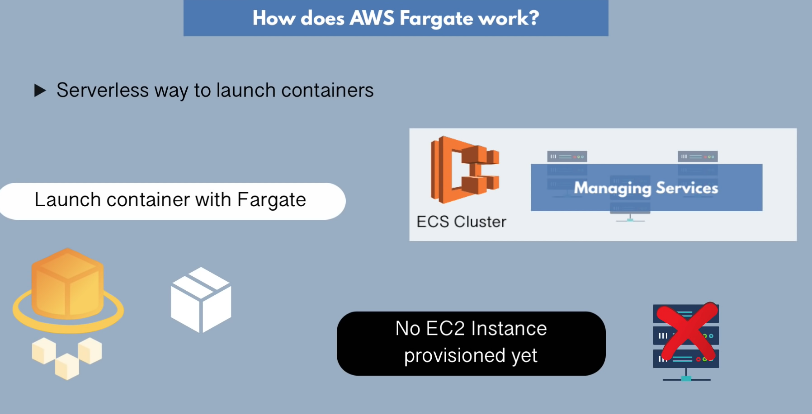 How does AWS Fargate work?
Serverless way to launch containers
Managing Services
Launch container with Fargate
ECS Cluster
No EC2 Instance
provisioned yet